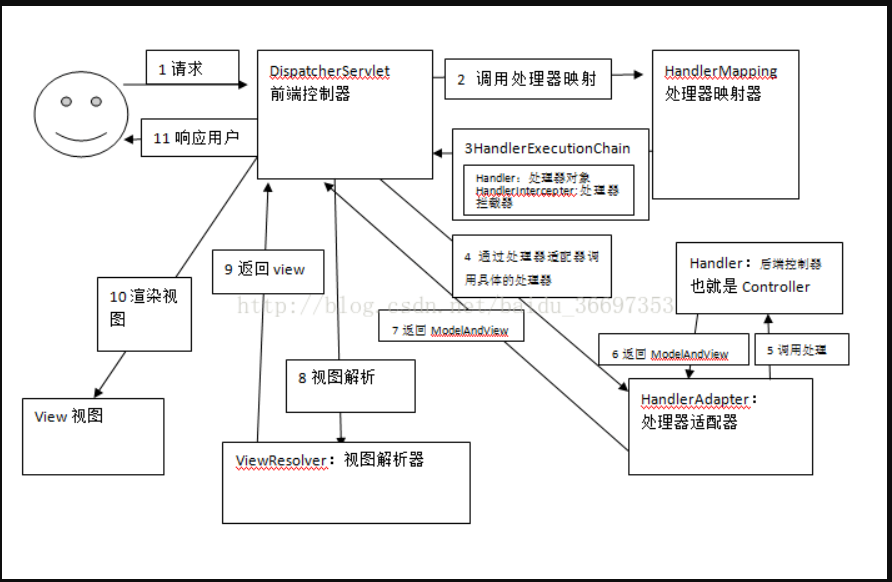 1 请求
DispatcherServlet
前端控制器
2 调用处理器映射
HandlerMapping
处理器映射器
11 响应用户
3HandlerExecutionChain
Handler：处理器对象
HandlerIntercepter:处理器
拦截器
9 返回 view
4 通过处理器适配器调
用具体的处理器
Handler：后端控制器
也就是 Controller
10 渲染视
图
http://blog.csdn.net/baidu_36697353
7 返回 ModelAndView
6 返回 ModelAndView
5 调用处理
8 视图解析
HandlerAdapter：
处理器适配器
View 视图
ViewResolver：视图解析器